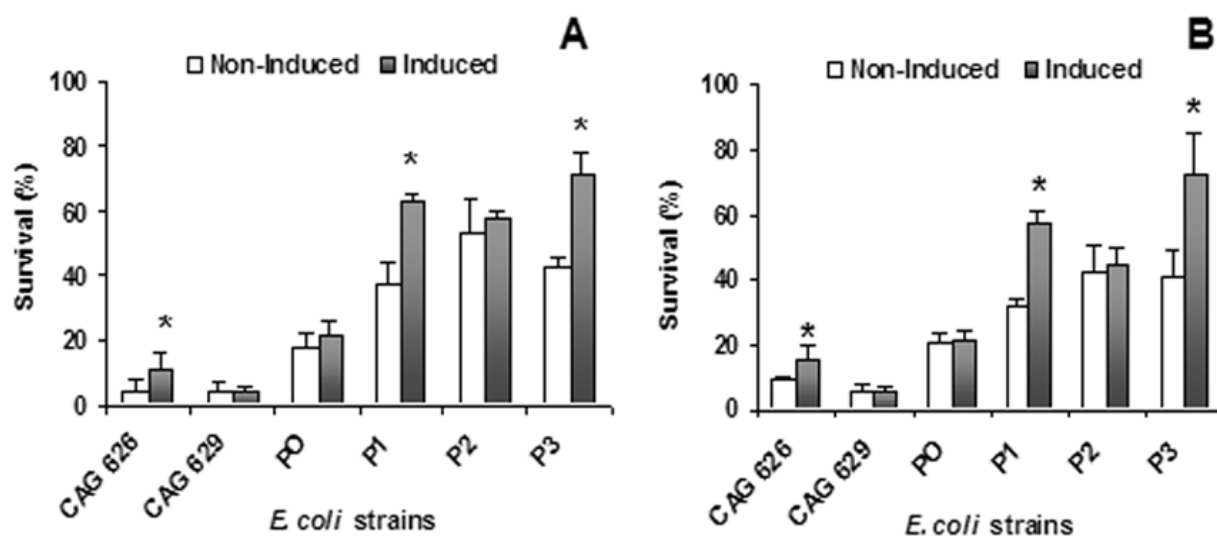 A
Non-Induced Induced
Survival (%)
100
80
60
40
20
0
* * *
CAG 626 CAG 629 PO P1 P2 P3
E. coli strains
B
Non-Induced Induced
Survival (%)
100
80
60
40
20
0
* * *
CAG 626 CAG 629 PO P1 P2 P3
E. coli strains